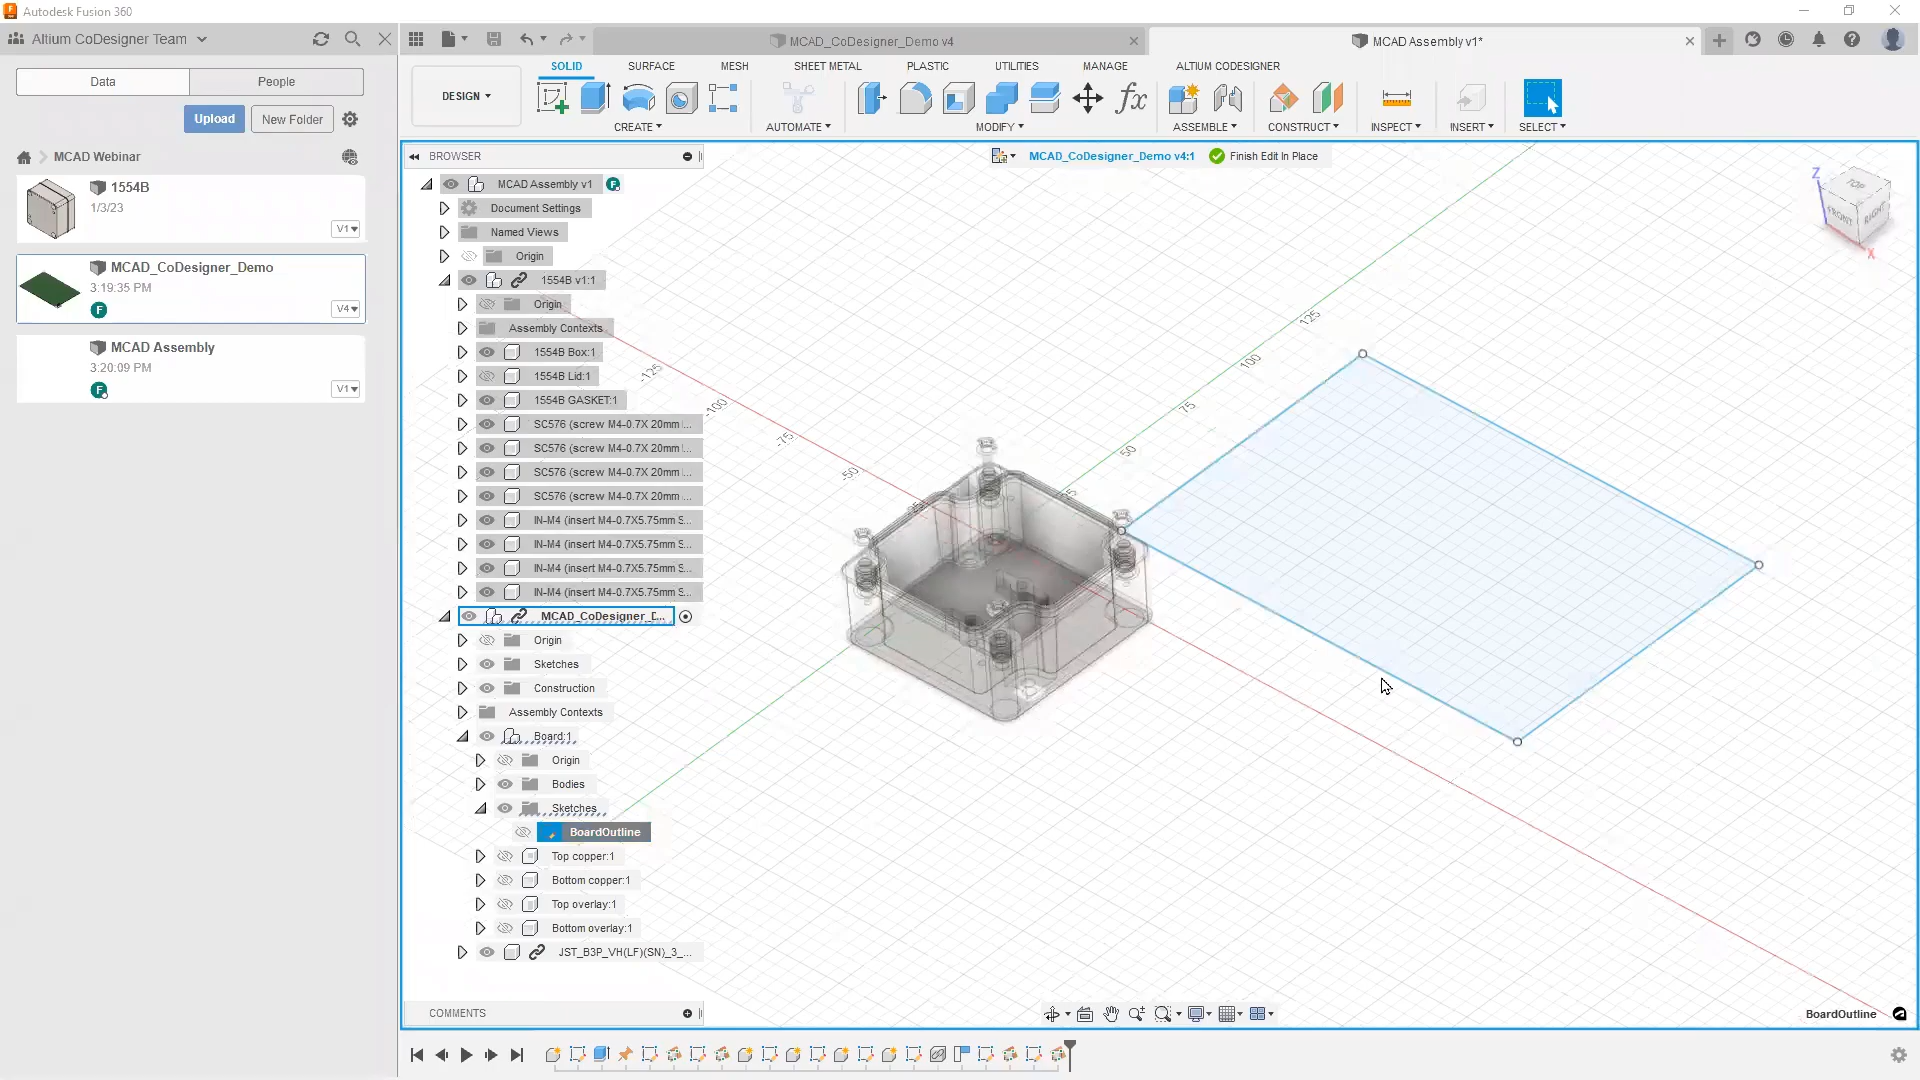 Autodesk Fusion 360
Altium CoDesigner Team
MCAD_CoDesigner_Demo v4
MCAD Assembly v1*
Data
People
Upload
New Folder
MCAD Webinar
1554B
1/3/23
V1
MCAD_CoDesigner_Demo
3:19:35 PM
F
V4
MCAD Assembly
3:20:09 PM
F
V1
DESIGN
SOLID
SURFACE
MESH
SHEET METAL
PLASTIC
UTILITIES
MANAGE
ALTIUM CODESIGNER
CREATE
AUTOMATE
MODIFY
ASSEMBLE
CONSTRUCT
INSPECT
INSERT
SELECT
BROWSER
MCAD_CoDesigner_Demo v4:1
Finish Edit In Place
MCAD Assembly v1
F
Document Settings
Named Views
Origin
1554B v1:1
Origin
Assembly Contexts
1554B Box:1
1554B Lid:1
1554B GASKET:1
SC576 (screw M4-0.7X 20mm l...
SC576 (screw M4-0.7X 20mm l...
SC576 (screw M4-0.7X 20mm l...
SC576 (screw M4-0.7X 20mm l...
IN-M4 (insert M4-0.7X5.75mm S...
IN-M4 (insert M4-0.7X5.75mm S...
IN-M4 (insert M4-0.7X5.75mm S...
IN-M4 (insert M4-0.7X5.75mm S...
MCAD_CoDesigner_D...
Origin
Sketches
Construction
Assembly Contexts
Board:1
Origin
Bodies
Sketches
BoardOutline
Top copper:1
Bottom copper:1
Top overlay:1
Bottom overlay:1
JST_B3P_VH(LF)(SN)_3_...
COMMENTS
-125
-100
-75
-50
-25
25
50
75
100
125
Z
TOP
FRONT
RIGHT
X
BoardOutline